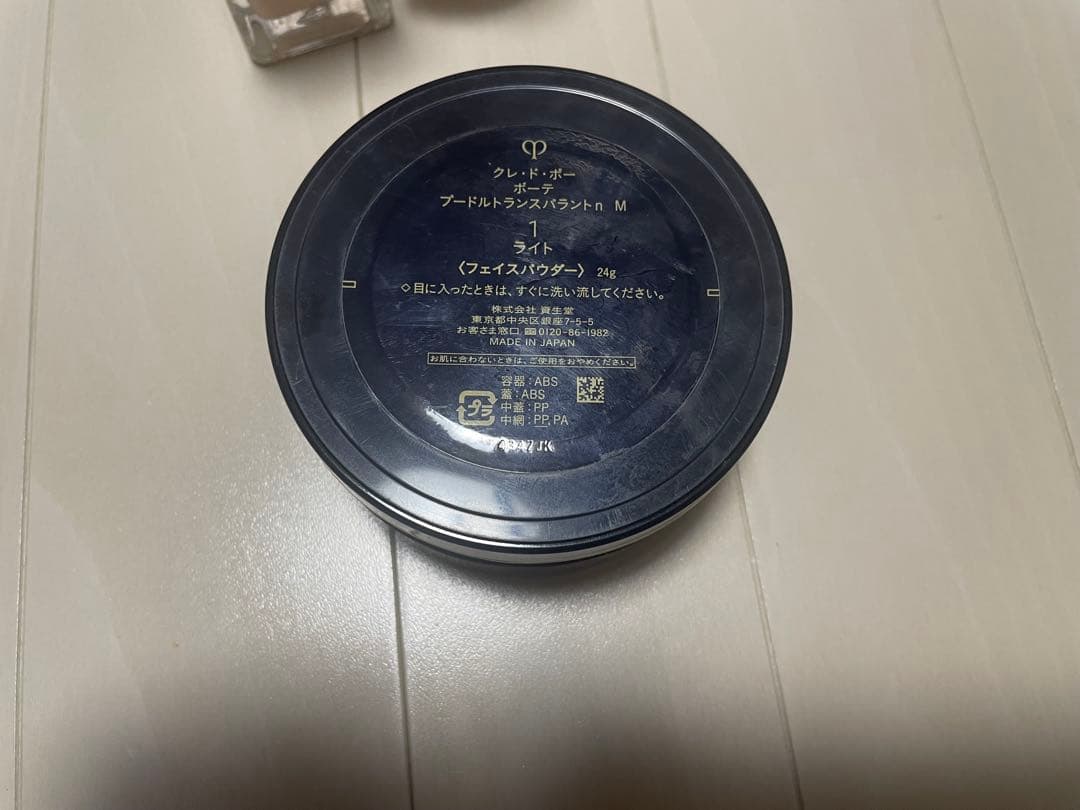 クレ・ド・ポー
ボーテ
プードルトランスパラントn M
1
ライト
〈フェイスパウダー〉 24g
◇目に入ったときは、すぐに洗い流してください。
株式会社 資生堂
東京都中央区銀座7-5-5
お客さま窓口 0120-86-1982
MADE IN JAPAN
お肌に合わないときは、ご使用をおやめください。
容器:ABS
蓋:ABS
中蓋:PP
中網:PP,PA
プラ